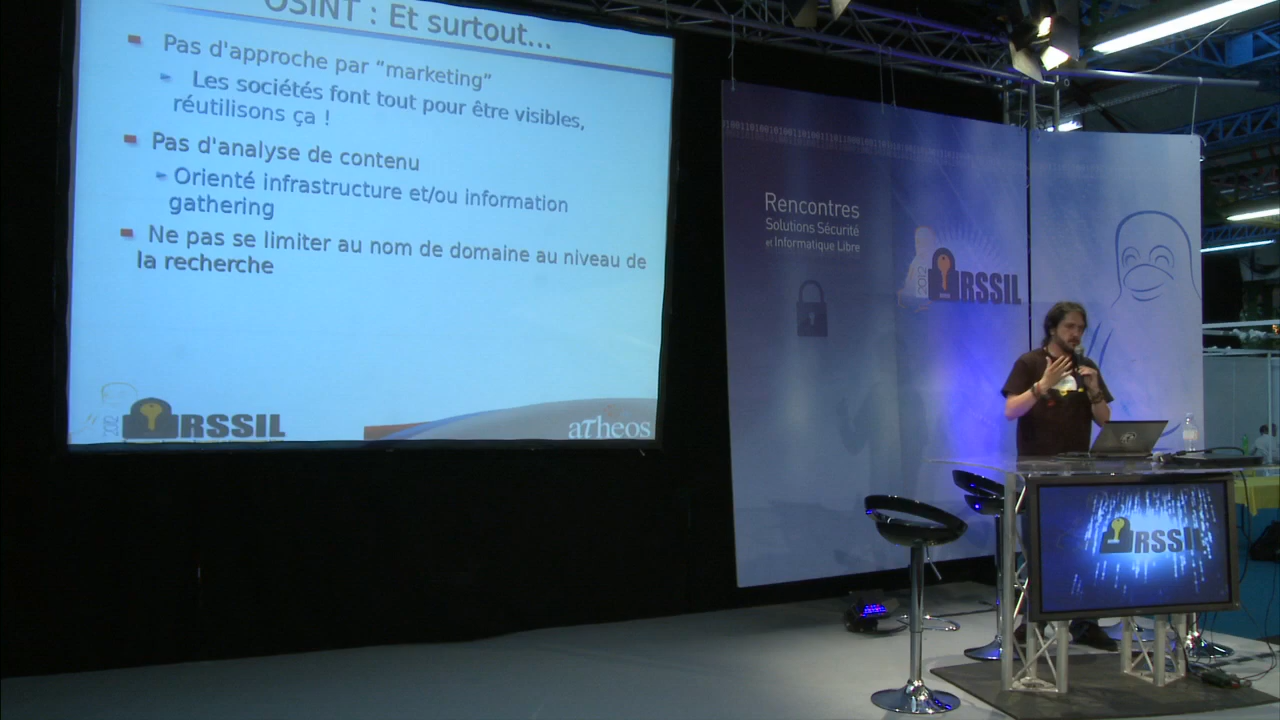 OSINT : Et surtout...
Pas d'approche par “marketing”
Les sociétés font tout pour être visibles,
réutilisons ça !
Pas d'analyse de contenu
Orienté infrastructure et/ou information
gathering
Ne pas se limiter au nom de domaine au niveau de
la recherche
2012
RSSIL
atheos
Rencontres
Solutions Sécurité
et Informatique Libre
2012
RSSIL
RSSIL